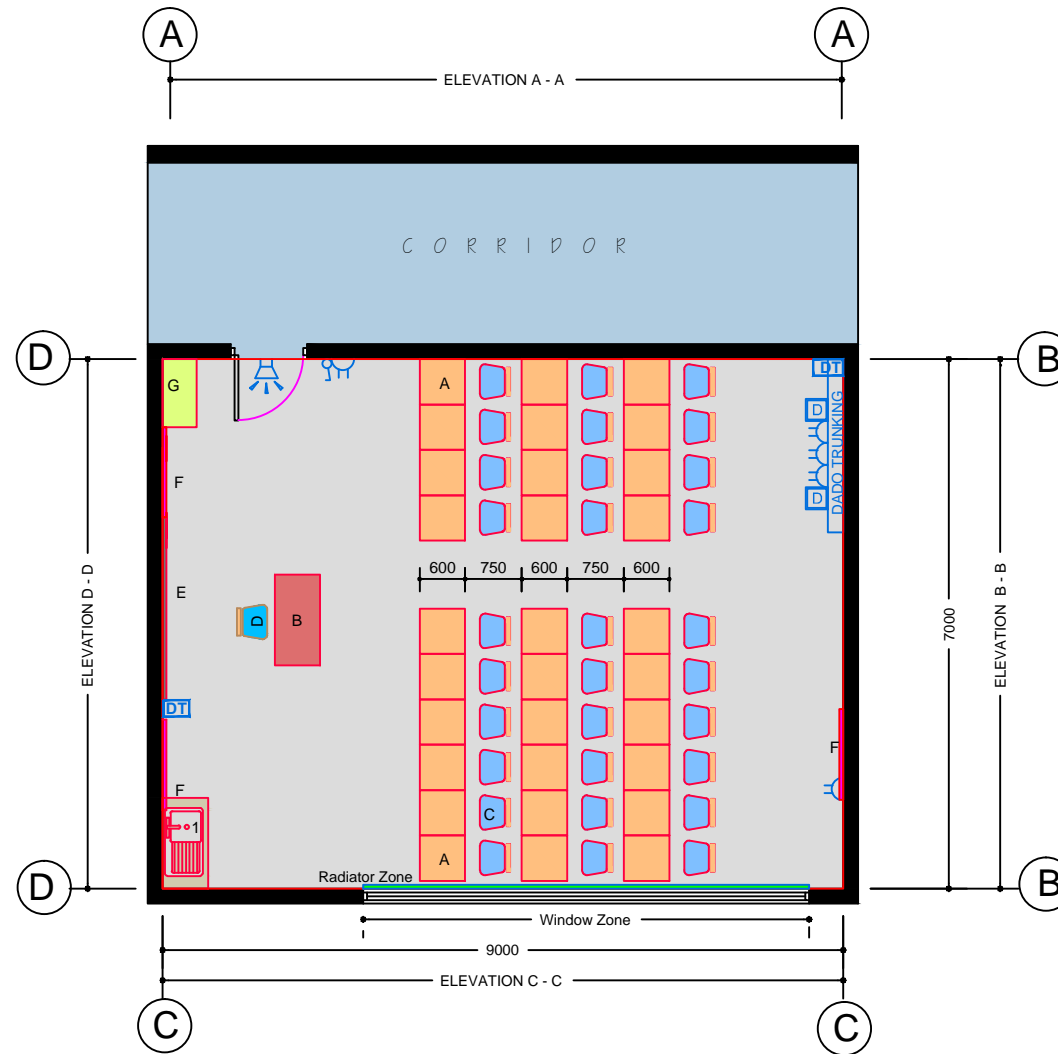 A
A
ELEVATION A - A
C O R R I D O R
D
B
G
A
DT
D
DADO TRUNKING
D
F
ELEVATION D - D
600
750
600
750
600
E
D
B
7000
ELEVATION B - B
DT
F
F
C
1
A
Radiator Zone
D
B
Window Zone
9000
ELEVATION C - C
C
C